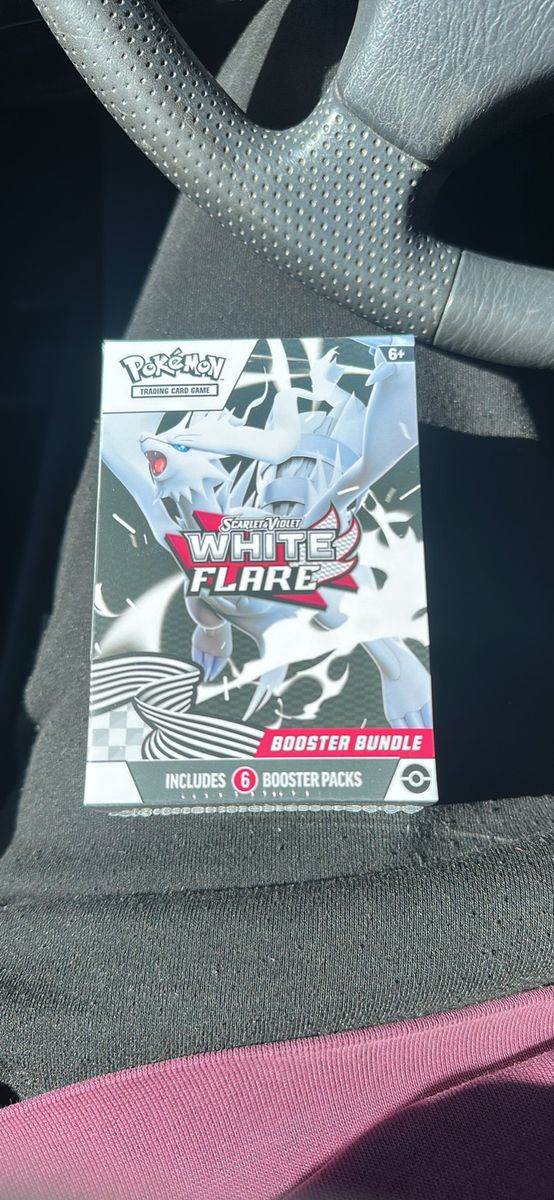 POKéMON
TRADING CARD GAME
6+
SCARLET & VIOLET
WHITE
FLARE
BOOSTER BUNDLE
INCLUDES 6 BOOSTER PACKS